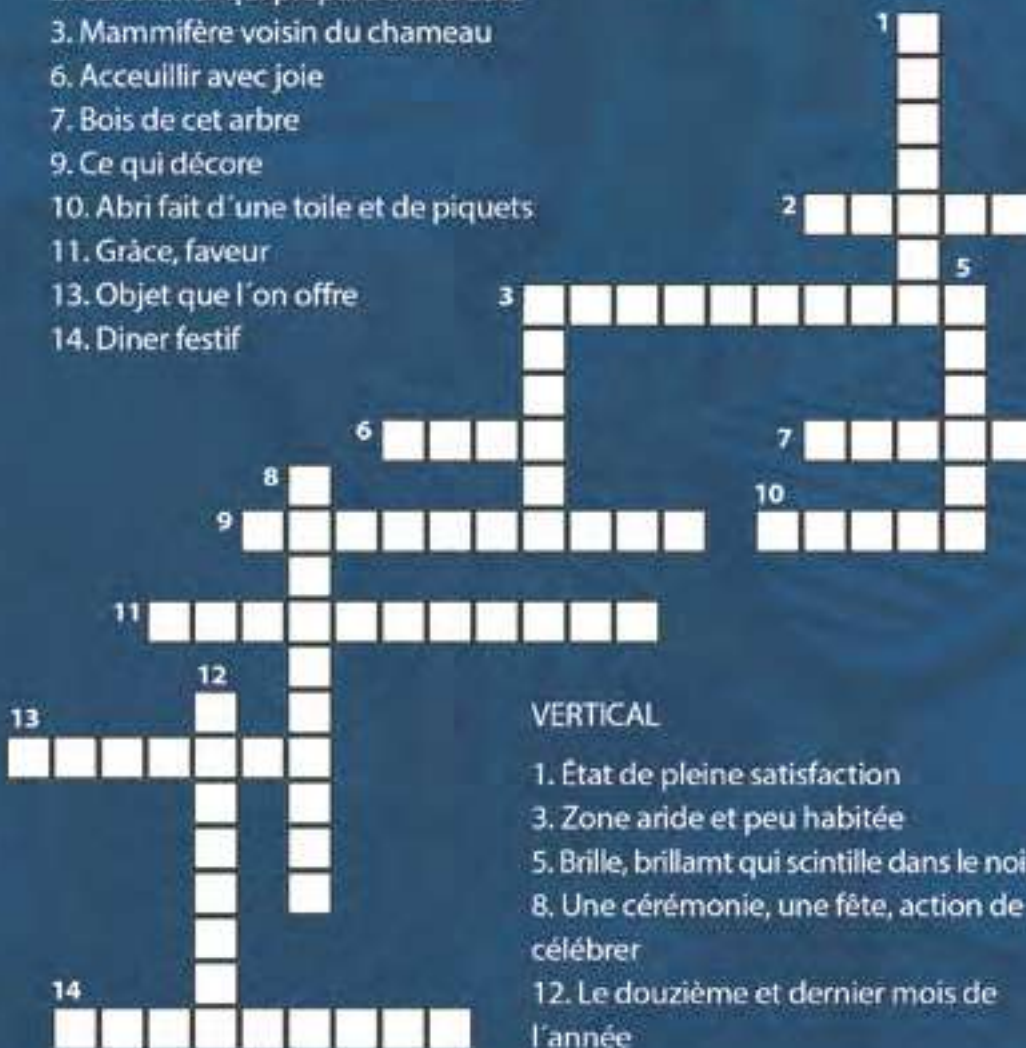 3. Mammifère voisin du chameau
6. Acceuillir avec joie
7. Bois de cet arbre
9. Ce qui décore
10. Abri fait d´une toile et de piquets
11. Grâce, faveur
13. Objet que l´on offre
14. Diner festif
1
2
5
3
6
7
8
10
9
11
12
13
14
VERTICAL
1. État de pleine satisfaction
3. Zone aride et peu habitée
5. Brille, brillamt qui scintille dans le noi
8. Une cérémonie, une fête, action de
célébrer
12. Le douzième et dernier mois de
l´année